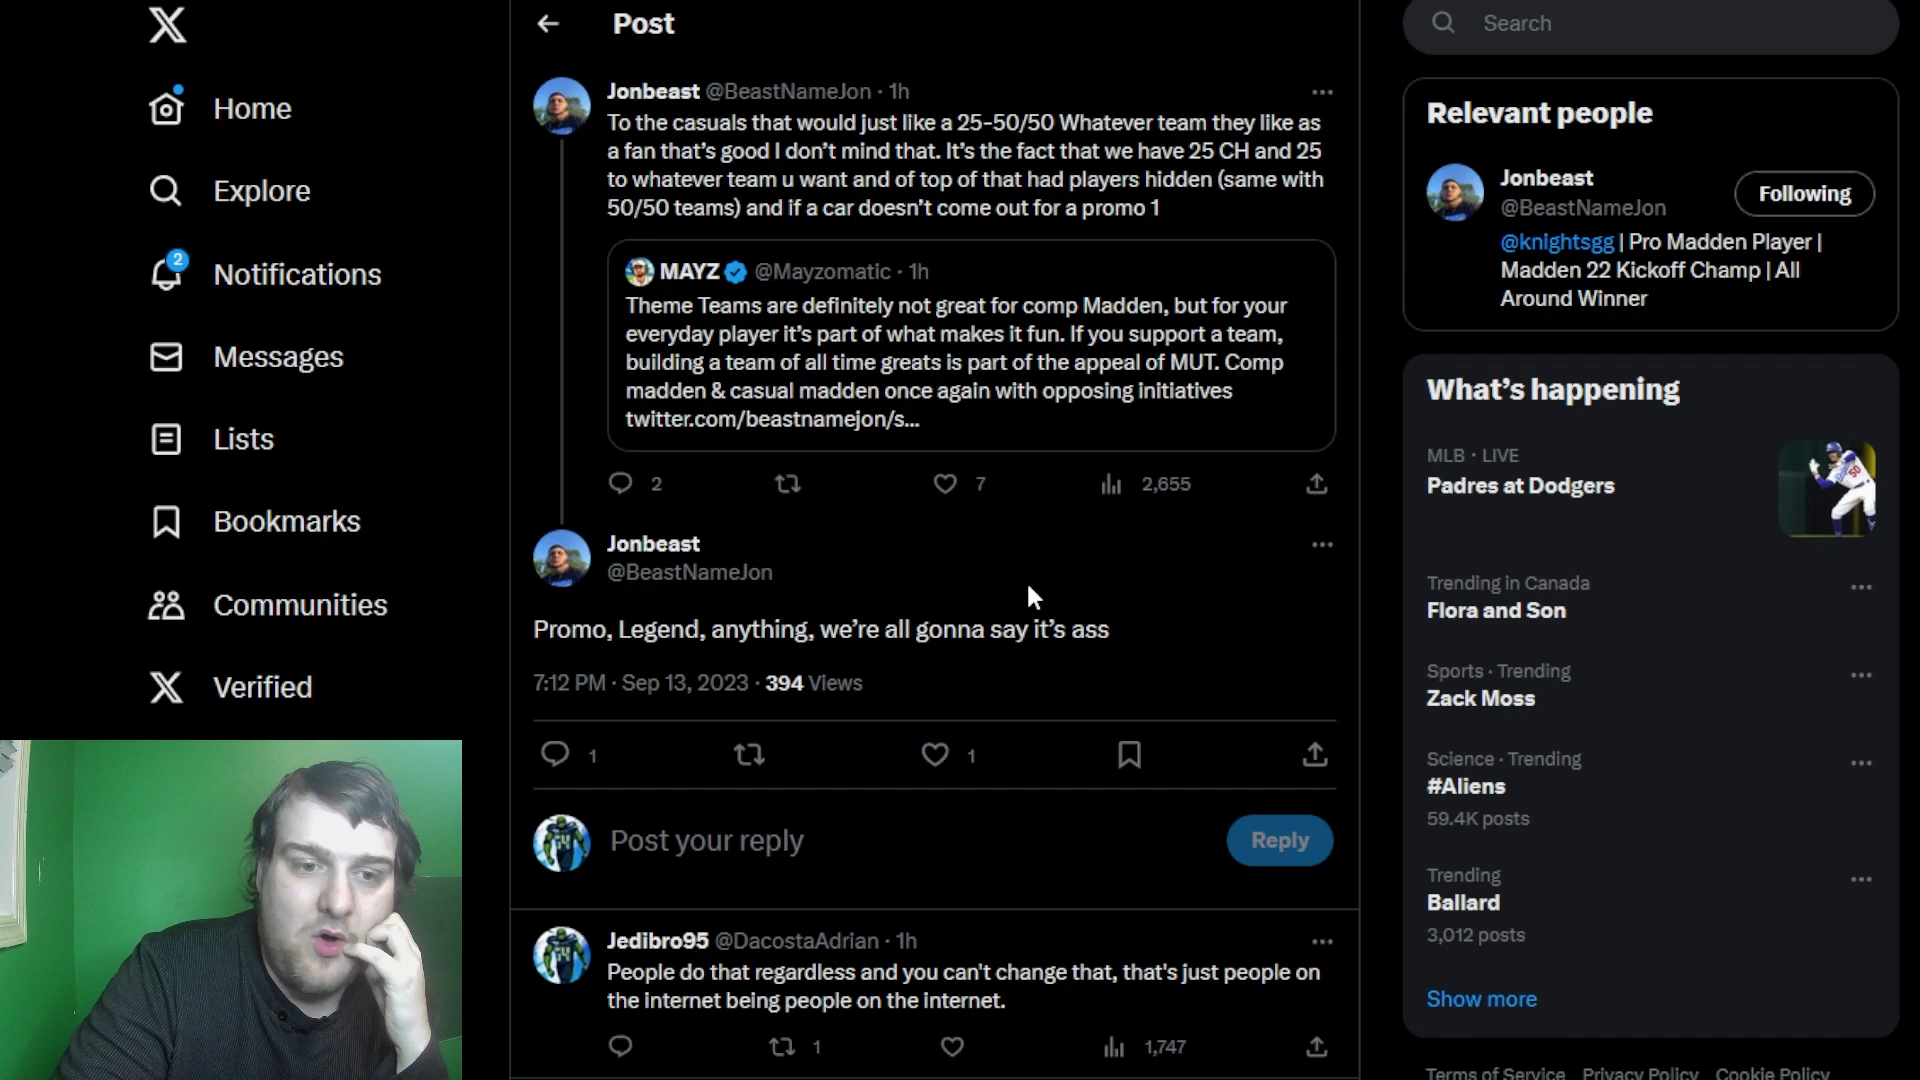 Post
Search
Home
Explore
2
Notifications
Messages
Lists
Bookmarks
Communities
Verified
Jonbeast @BeastNameJon · 1h
To the casuals that would just like a 25-50/50 Whatever team they like as
a fan that's good I don't mind that. It's the fact that we have 25 CH and 25
to whatever team u want and of top of that had players hidden (same with
50/50 teams) and if a car doesn't come out for a promo 1
MAYZ @Mayzomatic · 1h
Theme Teams are definitely not great for comp Madden, but for your
everyday player it's part of what makes it fun. If you support a team,
building a team of all time greats is part of the appeal of MUT. Comp
madden & casual madden once again with opposing initiatives
twitter.com/beastnamejon/s...
2 7 2,655
Jonbeast
@BeastNameJon
Promo, Legend, anything, we're all gonna say it's ass
7:12 PM · Sep 13, 2023 · 394 Views
1 1
Post your reply
Reply
Jedibro95 @DacostaAdrian · 1h
People do that regardless and you can't change that, that's just people on
the internet being people on the internet.
1 1,747
Relevant people
Jonbeast
@BeastNameJon
Following
@knightsgg | Pro Madden Player |
Madden 22 Kickoff Champ | All
Around Winner
What's happening
MLB · LIVE
Padres at Dodgers
50
Trending in Canada
Flora and Son
Sports · Trending
Zack Moss
Science · Trending
#Aliens
59.4K posts
Trending
Ballard
3,012 posts
Show more
Terms of Service Privacy Policy Cookie Policy